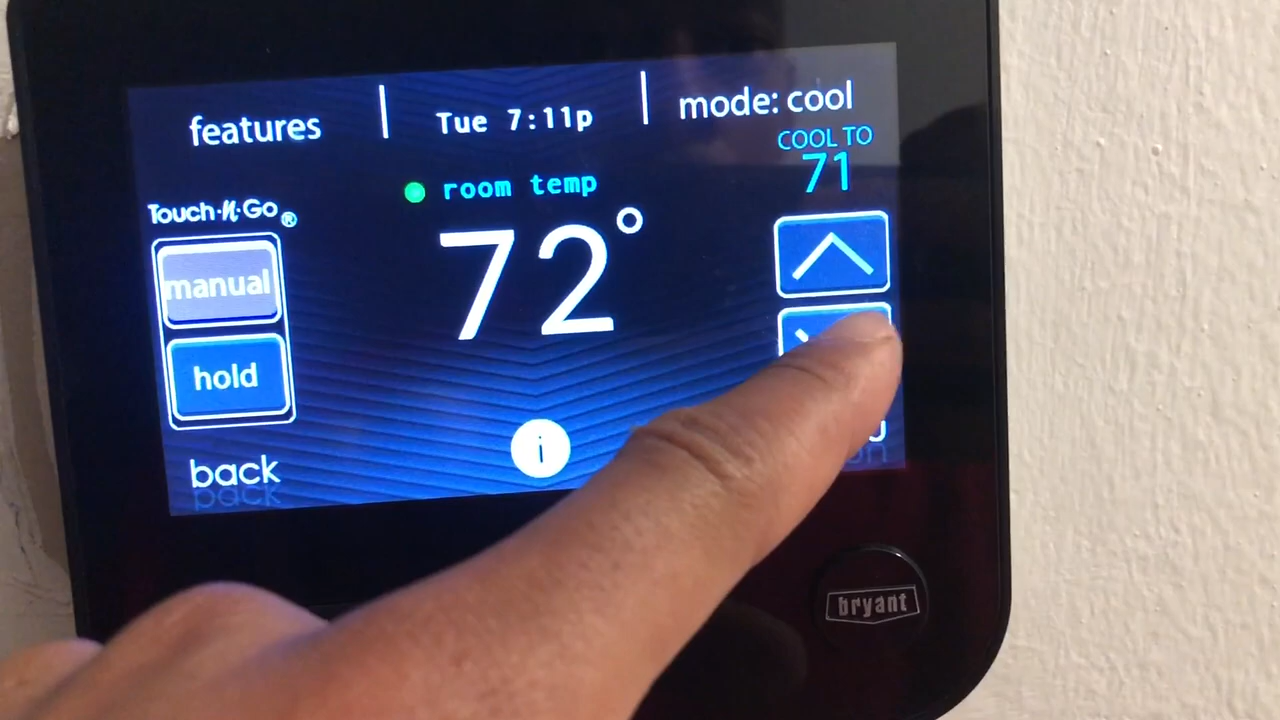 features
Tue 7:11p
mode: cool
COOL TO
71
room temp
72°
Touch·N·Go®
manual
hold
i
back
bryant